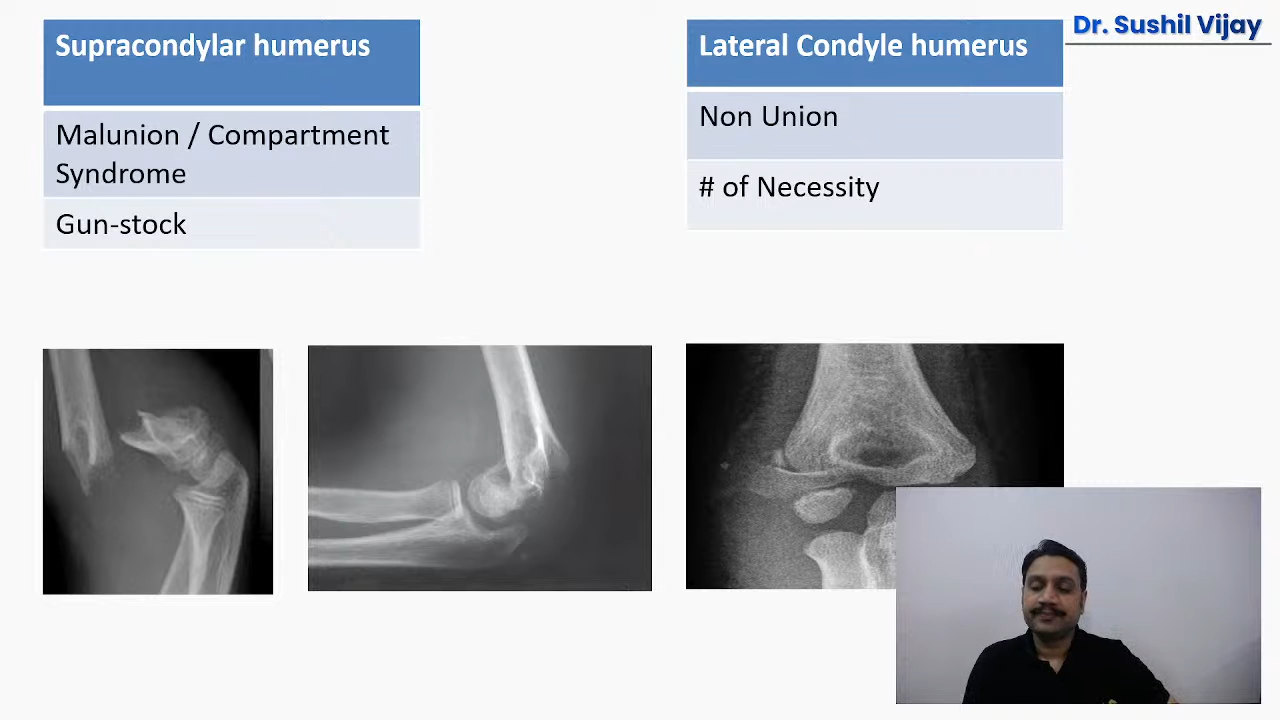 Supracondylar humerus
Malunion / Compartment
Syndrome
Gun-stock
Lateral Condyle humerus
Non Union
# of Necessity
Dr. Sushil Vijay